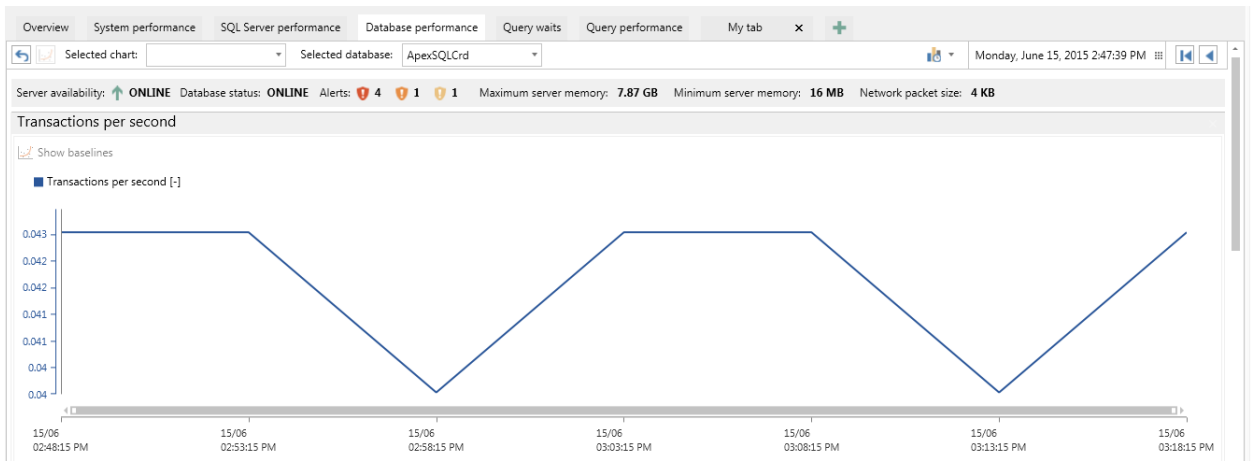 Overview System performance SQL Server performance Database performance Query waits Query performance My tab
Selected chart: Selected database: ApexSQLCrd Monday, June 15, 2015 2:47:39 PM
Server availability: ONLINE Database status: ONLINE Alerts: 4 1 1 Maximum server memory: 7.87 GB Minimum server memory: 16 MB Network packet size: 4 KB
Transactions per second
Show baselines
Transactions per second [-]
0.043
0.042
0.042
0.041
0.041
0.04
0.04
15/06 15/06 15/06 15/06 15/06 15/06 15/06
02:48:15 PM 02:53:15 PM 02:58:15 PM 03:03:15 PM 03:08:15 PM 03:13:15 PM 03:18:15 PM